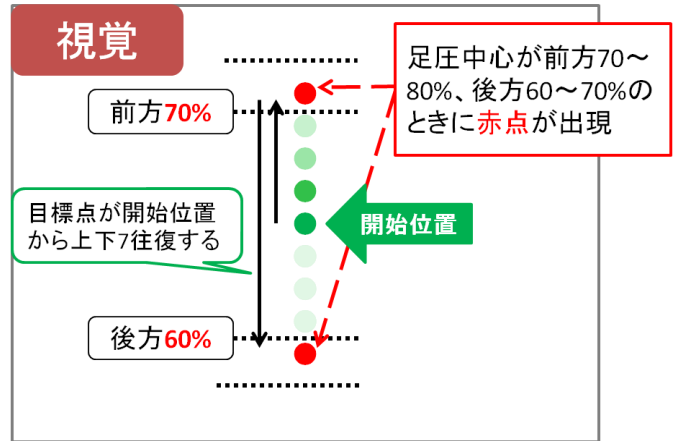 視覚
足圧中心が前方70～
80%、後方60～70%の
ときに赤点が出現
前方70%
目標点が開始位置
から上下7往復する
開始位置
後方60%